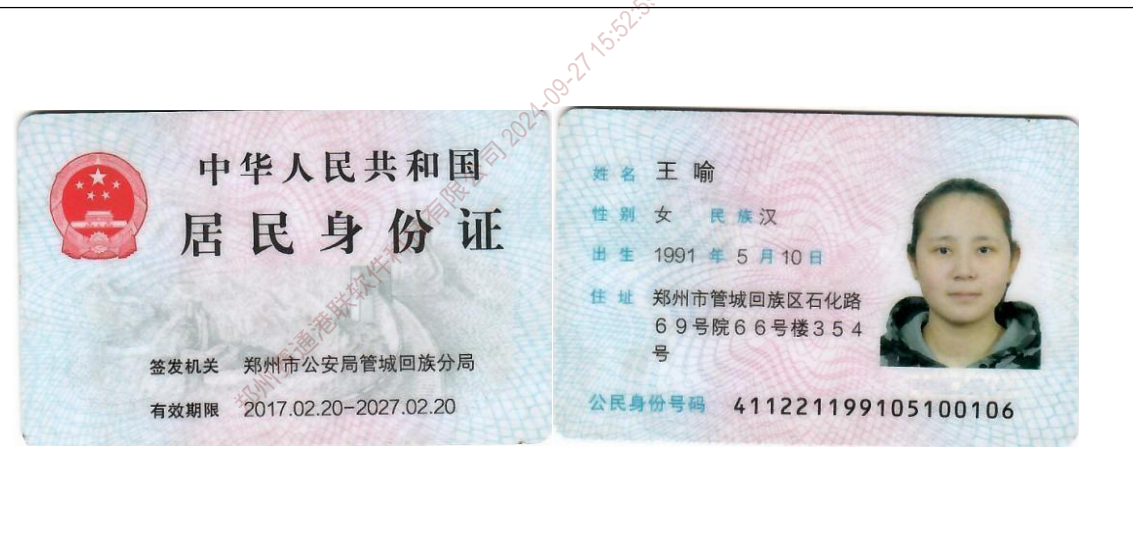 中华人民共和国
居民身份证
签发机关 郑州市公安局管城回族分局
有效期限 2017.02.20-2027.02.20
姓名 王喻
性别 女 民族 汉
出生 1991 年 5 月 10 日
住址 郑州市管城回族区石化路
69号院66号楼354
号
公民身份号码 411221199105100106
有限公司 2024-09-27